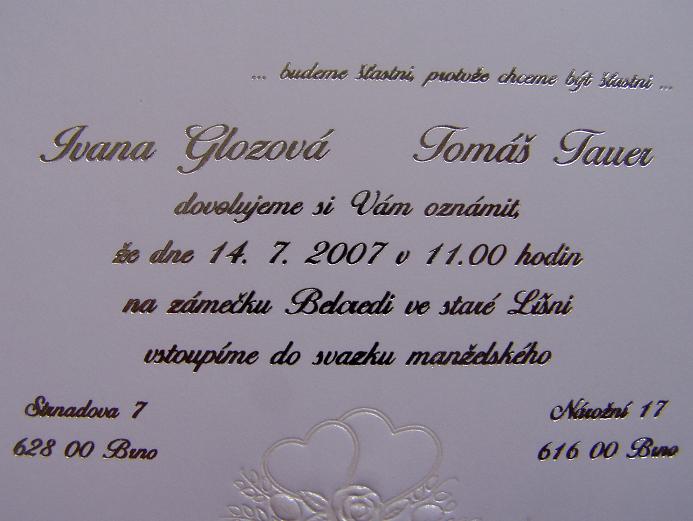 ... budeme šťastni, protože chceme být šťastni ...
Ivana Glozová Tomáš Tauer
dovolujeme si Vám oznámit,
že dne 14. 7. 2007 v 11.00 hodin
na zámečku Belcredi ve staré Líšni
vstoupíme do svazku manželského
Strnadova 7 Nárožní 17
628 00 Brno 616 00 Brno